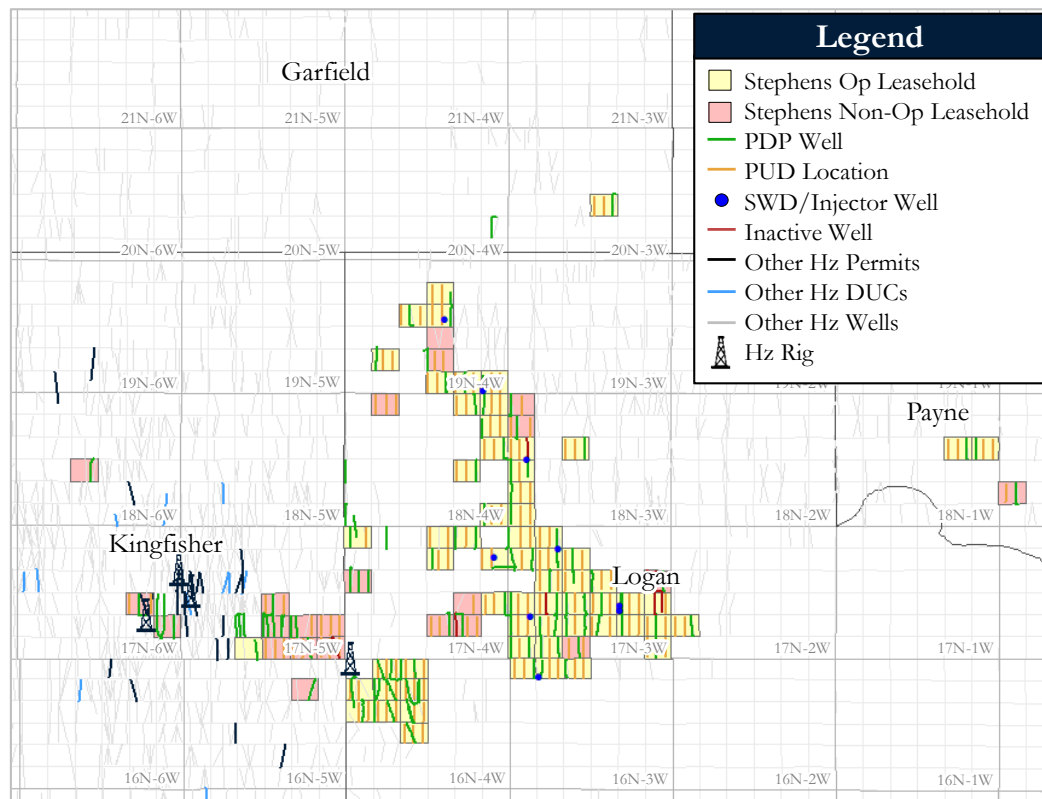 Legend
Stephens Op Leasehold
Stephens Non-Op Leasehold
PDP Well
PUD Location
SWD/Injector Well
Inactive Well
Other Hz Permits
Other Hz DUCs
Other Hz Wells
Hz Rig
Garfield
21N-6W
21N-5W
21N-4W
21N-3W
20N-6W
20N-5W
20N-4W
20N-3W
19N-6W
19N-5W
19N-4W
19N-3W
19N-2W
19N-1W
Payne
18N-6W
18N-5W
18N-4W
18N-3W
18N-2W
18N-1W
Kingfisher
Logan
17N-6W
17N-5W
17N-4W
17N-3W
17N-2W
17N-1W
16N-6W
16N-5W
16N-4W
16N-3W
16N-2W
16N-1W